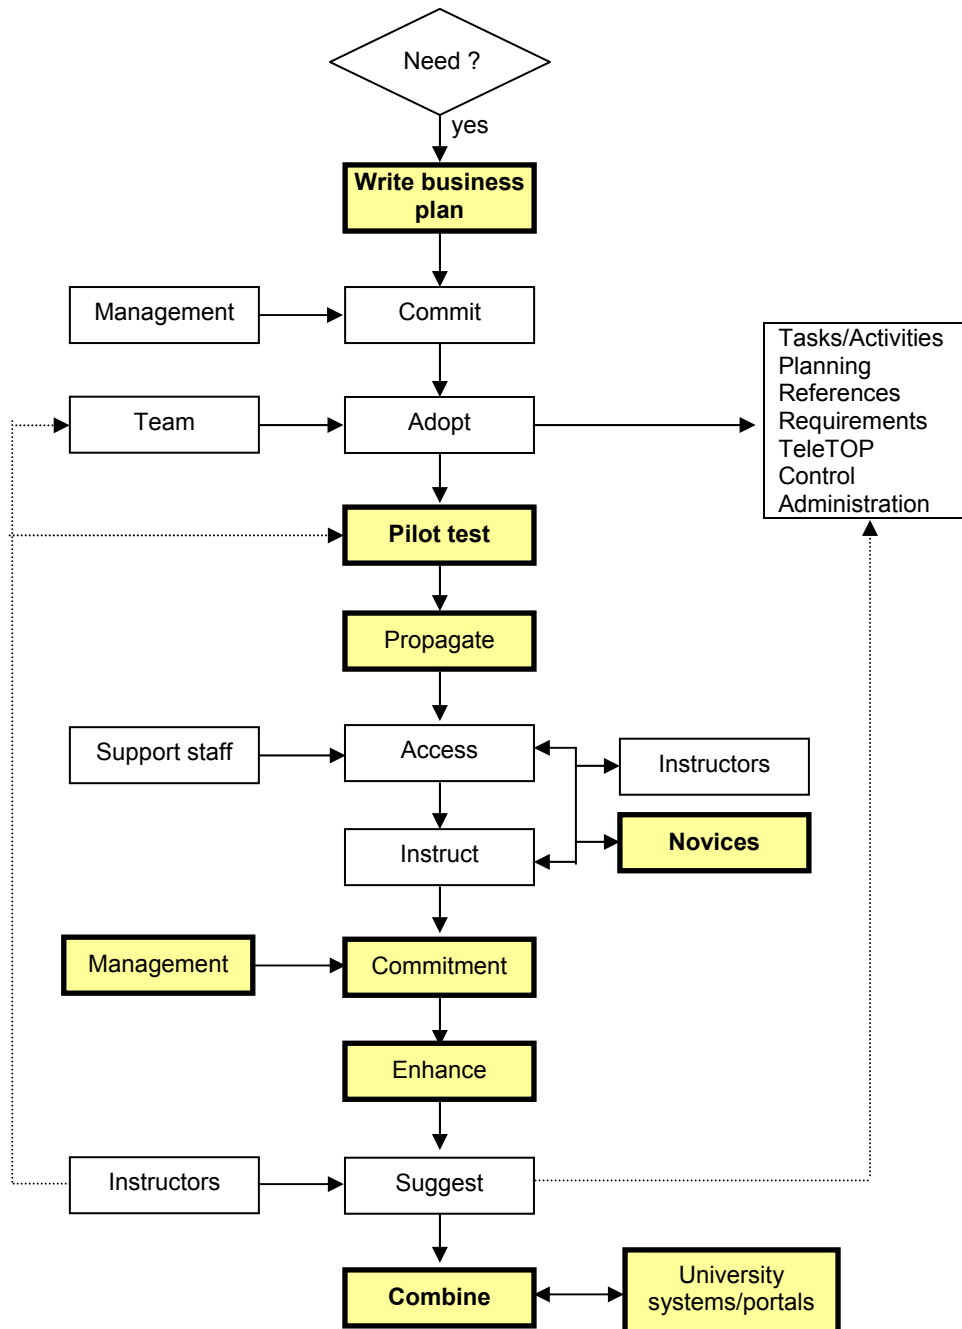 Need ?
yes
Write business
plan
Management
Commit
Tasks/Activities
Planning
References
Requirements
TeleTOP
Control
Administration
Team
Adopt
Pilot test
Propagate
Support staff
Access
Instructors
Instruct
Novices
Management
Commitment
Enhance
Instructors
Suggest
Combine
University
systems/portals